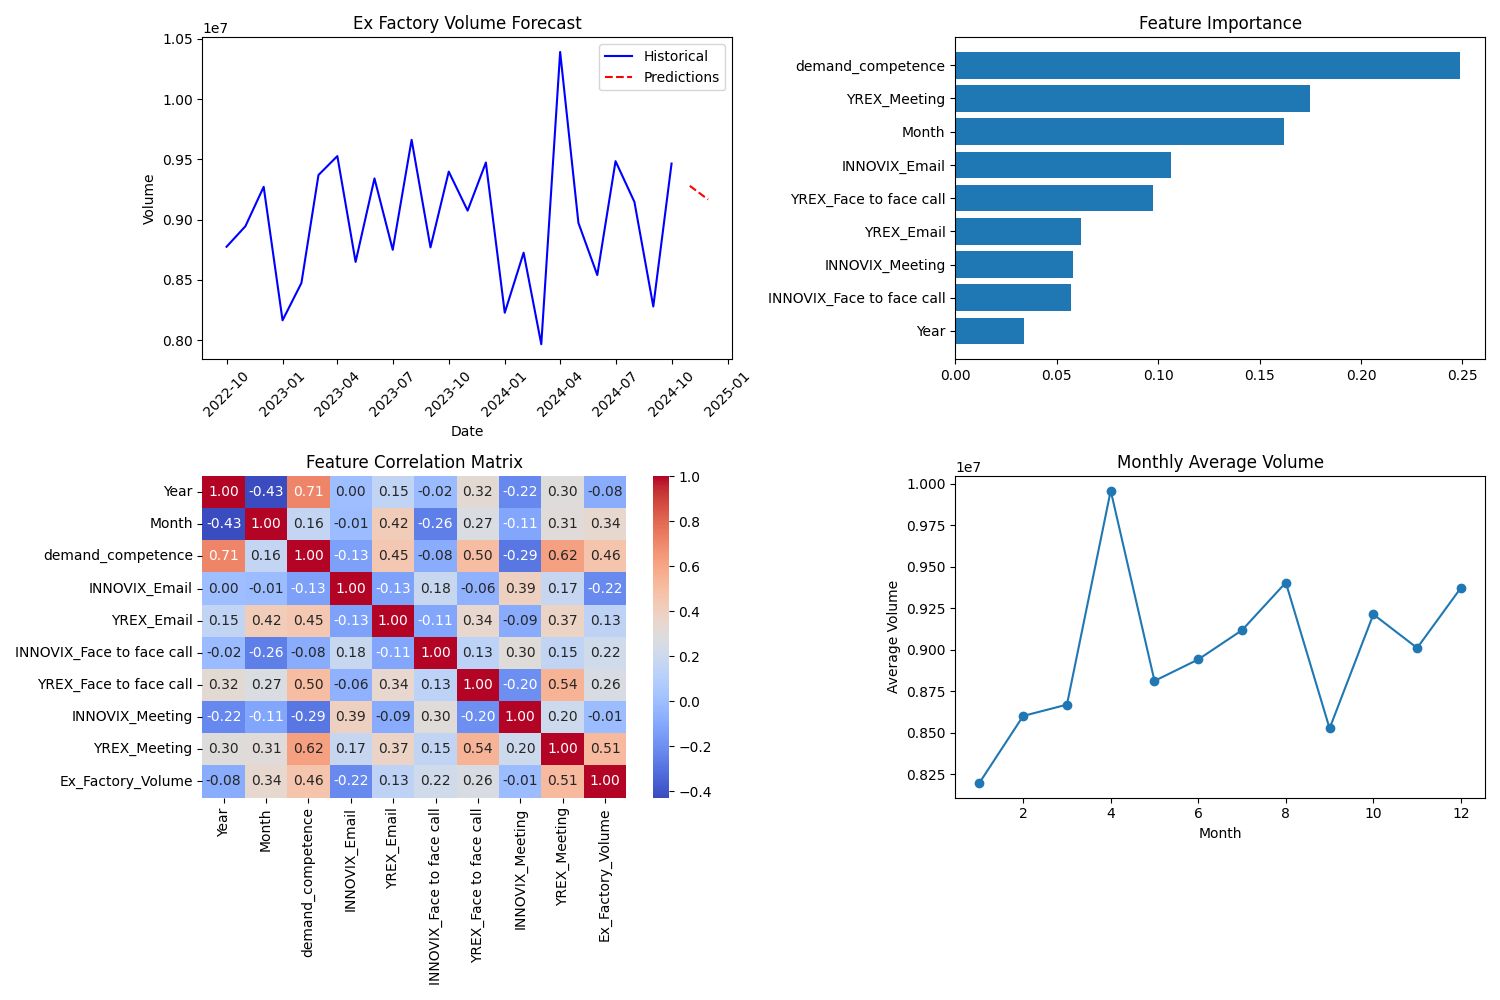 Ex Factory Volume Forecast
1e7
1.05
1.00
0.95
0.90
0.85
0.80
Volume
Historical
Predictions
2022-10
2023-01
2023-04
2023-07
2023-10
2024-01
2024-04
2024-07
2024-10
2025-01
Date
Feature Importance
demand_competence
YREX_Meeting
Month
INNOVIX_Email
YREX_Face to face call
YREX_Email
INNOVIX_Meeting
INNOVIX_Face to face call
Year
0.00 0.05 0.10 0.15 0.20 0.25
Feature Correlation Matrix
Year 1.00 -0.43 0.71 0.00 0.15 -0.02 0.32 -0.22 0.30 -0.08
Month -0.43 1.00 0.16 -0.01 0.42 -0.26 0.27 -0.11 0.31 0.34
demand_competence 0.71 0.16 1.00 -0.13 0.45 -0.08 0.50 -0.29 0.62 0.46
INNOVIX_Email 0.00 -0.01 -0.13 1.00 -0.13 0.18 -0.06 0.39 0.17 -0.22
YREX_Email 0.15 0.42 0.45 -0.13 1.00 -0.11 0.34 -0.09 0.37 0.13
INNOVIX_Face to face call -0.02 -0.26 -0.08 0.18 -0.11 1.00 0.13 0.30 0.15 0.22
YREX_Face to face call 0.32 0.27 0.50 -0.06 0.34 0.13 1.00 -0.20 0.54 0.26
INNOVIX_Meeting -0.22 -0.11 -0.29 0.39 -0.09 0.30 -0.20 1.00 0.20 -0.01
YREX_Meeting 0.30 0.31 0.62 0.17 0.37 0.15 0.54 0.20 1.00 0.51
Ex_Factory_Volume -0.08 0.34 0.46 -0.22 0.13 0.22 0.26 -0.01 0.51 1.00
Year
Month
demand_competence
INNOVIX_Email
YREX_Email
INNOVIX_Face to face call
YREX_Face to face call
INNOVIX_Meeting
YREX_Meeting
Ex_Factory_Volume
1.0
0.8
0.6
0.4
0.2
0.0
−0.2
−0.4
Monthly Average Volume
1e7
1.000
0.975
0.950
0.925
0.900
0.875
0.850
0.825
Average Volume
2 4 6 8 10 12
Month